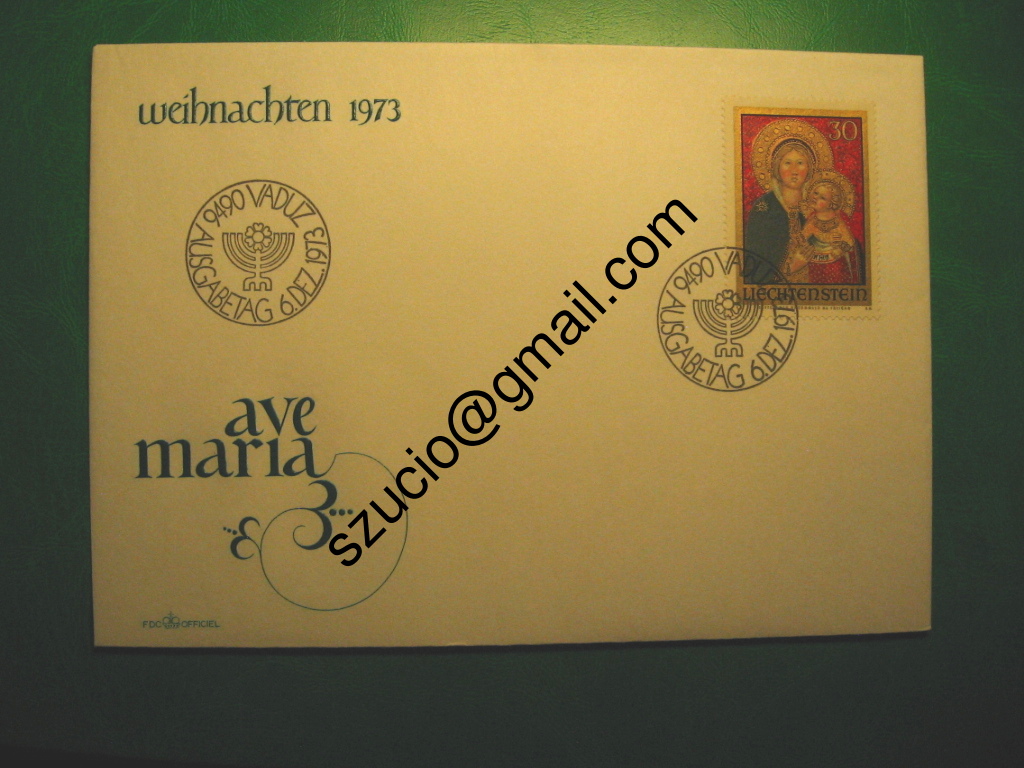 weihnachten 1973
30
LIECHTENSTEIN
9490 VADUZ
AUSGABETAG 6.DEZ.1973
9490 VADUZ
AUSGABETAG 6.DEZ.1973
ave
maria
szucio@gmail.com
FDC OFFICIEL